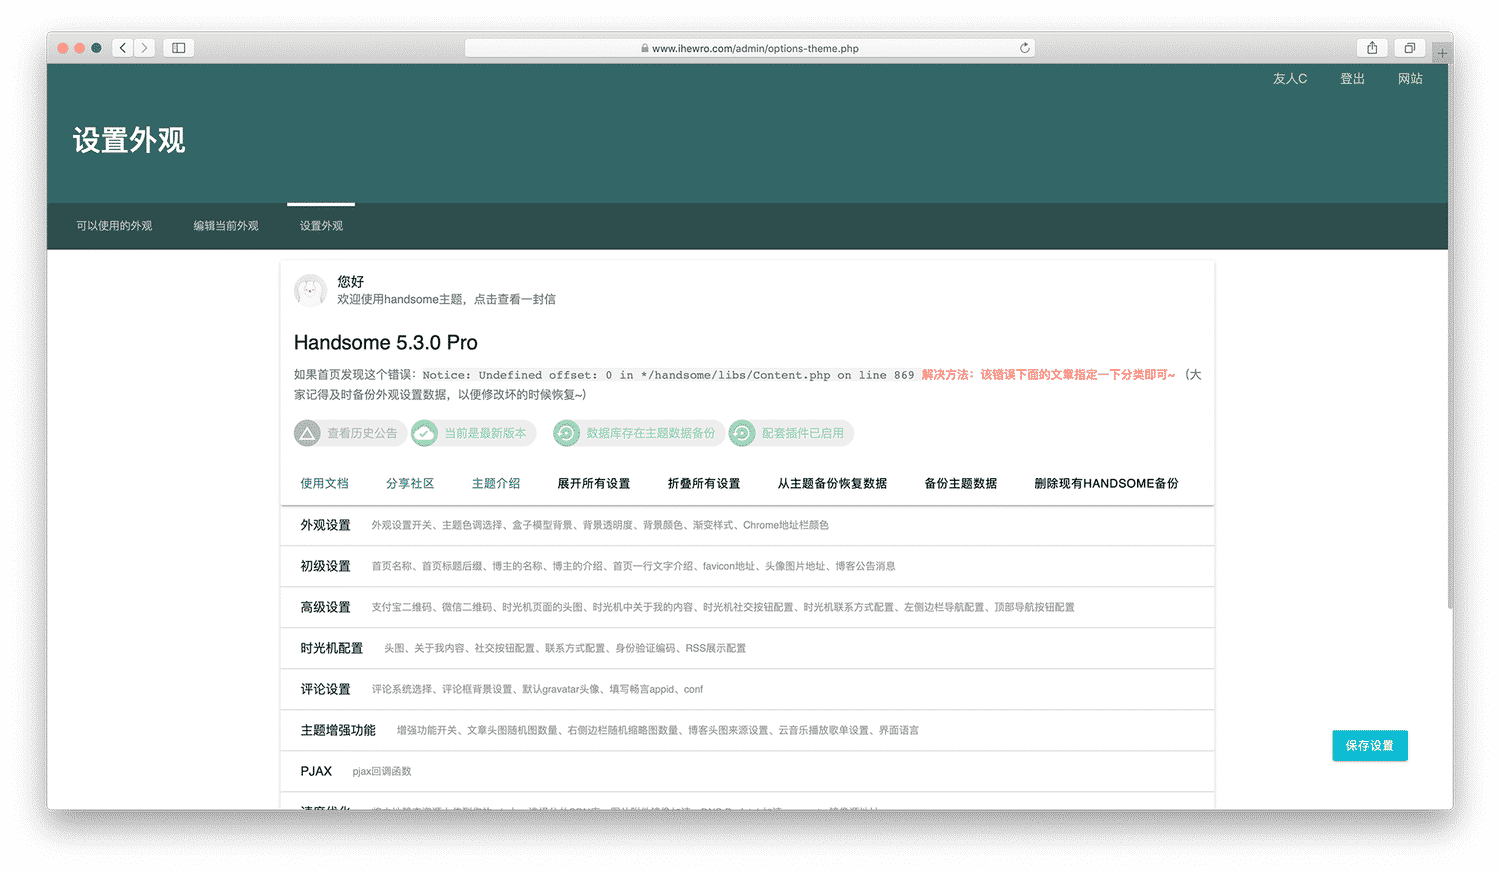 www.ihewro.com/admin/options-theme.php
友人C 登出 网站
设置外观
可以使用的外观 编辑当前外观 设置外观
您好
欢迎使用handsome主题，点击查看一封信
Handsome 5.3.0 Pro
如果首页发现这个错误：Notice: Undefined offset: 0 in */handsome/libs/Content.php on line 869 解决方法：该错误下面的文章指定一下分类即可~（大
家记得及时备份外观设置数据，以便修改坏的时候恢复~）
查看历史公告 当前是最新版本 数据库存在主题数据备份 配套插件已启用
使用文档 分享社区 主题介绍 展开所有设置 折叠所有设置 从主题备份恢复数据 备份主题数据 删除现有HANDSOME备份
外观设置 外观设置开关、主题色调选择、盒子模型背景、背景透明度、背景颜色、渐变样式、Chrome地址栏颜色
初级设置 首页名称、首页标题后缀、博主的名称、博主的介绍、首页一行文字介绍、favicon地址、头像图片地址、博客公告消息
高级设置 支付宝二维码、微信二维码、时光机页面的头图、时光机中关于我的内容、时光机社交按钮配置、时光机联系方式配置、左侧边栏导航配置、顶部导航按钮配置
时光机配置 头图、关于我内容、社交按钮配置、联系方式配置、身份验证编码、RSS展示配置
评论设置 评论系统选择、评论框背景设置、默认gravatar头像、填写畅言appid、conf
主题增强功能 增强功能开关、文章头图随机图数量、右侧边栏随机缩略图数量、博客头图来源设置、云音乐播放歌单设置、界面语言
保存设置
PJAX pjax回调函数
速度优化